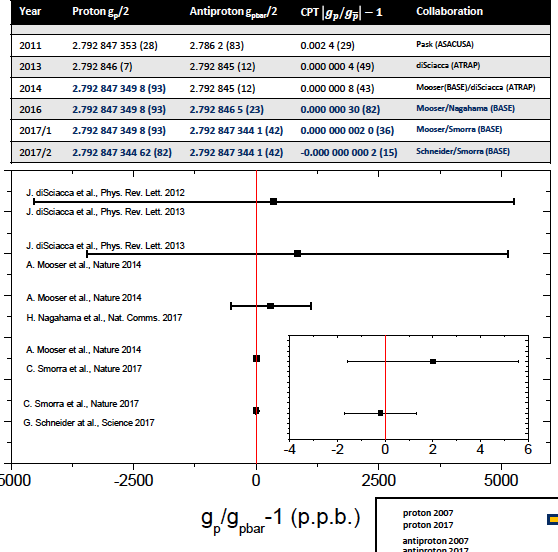 Year Proton gp/2 Antiproton gpbar/2 CPT |gp/gp̄| − 1 Collaboration
2011 2.792 847 353 (28) 2.786 2 (83) 0.002 4 (29) Pask (ASACUSA)
2013 2.792 846 (7) 2.792 845 (12) 0.000 000 4 (49) diSciacca (ATRAP)
2014 2.792 847 349 8 (93) 2.792 845 (12) 0.000 000 8 (43) Mooser(BASE)/diSciacca (ATRAP)
2016 2.792 847 349 8 (93) 2.792 846 5 (23) 0.000 000 30 (82) Mooser/Nagahama (BASE)
2017/1 2.792 847 349 8 (93) 2.792 847 344 1 (42) 0.000 000 002 0 (36) Mooser/Smorra (BASE)
2017/2 2.792 847 344 62 (82) 2.792 847 344 1 (42) -0.000 000 000 2 (15) Schneider/Smorra (BASE)
J. diSciacca et al., Phys. Rev. Lett. 2012
J. diSciacca et al., Phys. Rev. Lett. 2013
J. diSciacca et al., Phys. Rev. Lett. 2013
A. Mooser et al., Nature 2014
A. Mooser et al., Nature 2014
H. Nagahama et al., Nat. Comms. 2017
A. Mooser et al., Nature 2014
C. Smorra et al., Nature 2017
C. Smorra et al., Nature 2017
G. Schneider at al., Science 2017
-4 -2 0 2 4 6
5000 -2500 0 2500 5000
gp/gpbar-1 (p.p.b.)
proton 2007
proton 2017
antiproton 2007
antiproton 2017